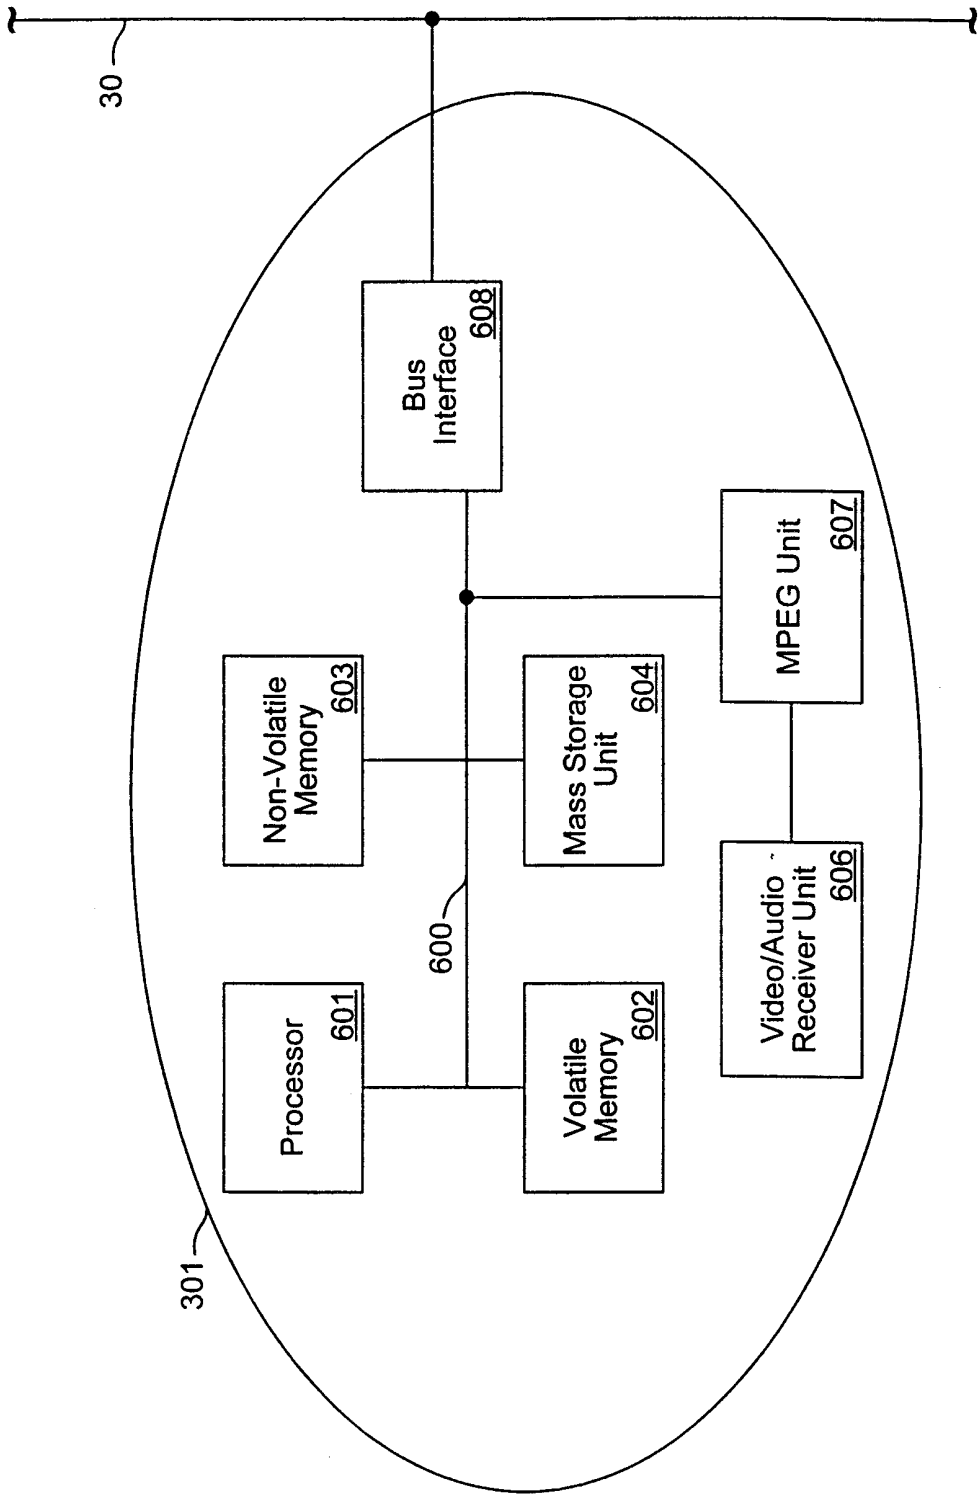 30
301
Processor
601
Non-Volatile
Memory
603
600
Bus
Interface
608
Volatile
Memory
602
Mass Storage
Unit
604
Video/Audio
Receiver Unit
606
MPEG Unit
607